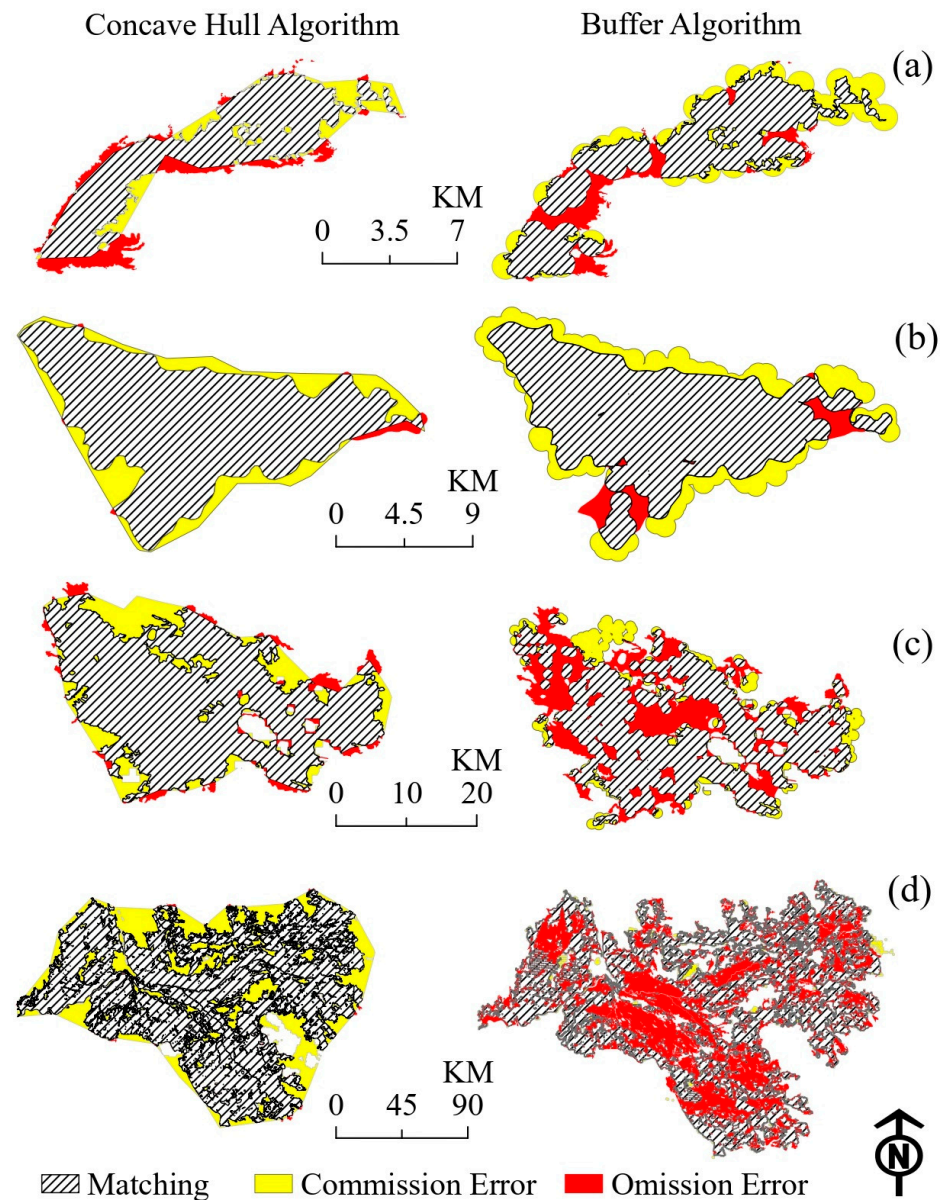 Concave Hull Algorithm
Buffer Algorithm
(a)
KM
0 3.5 7
(b)
KM
0 4.5 9
(c)
KM
0 10 20
(d)
KM
0 45 90
N
Matching Commission Error Omission Error